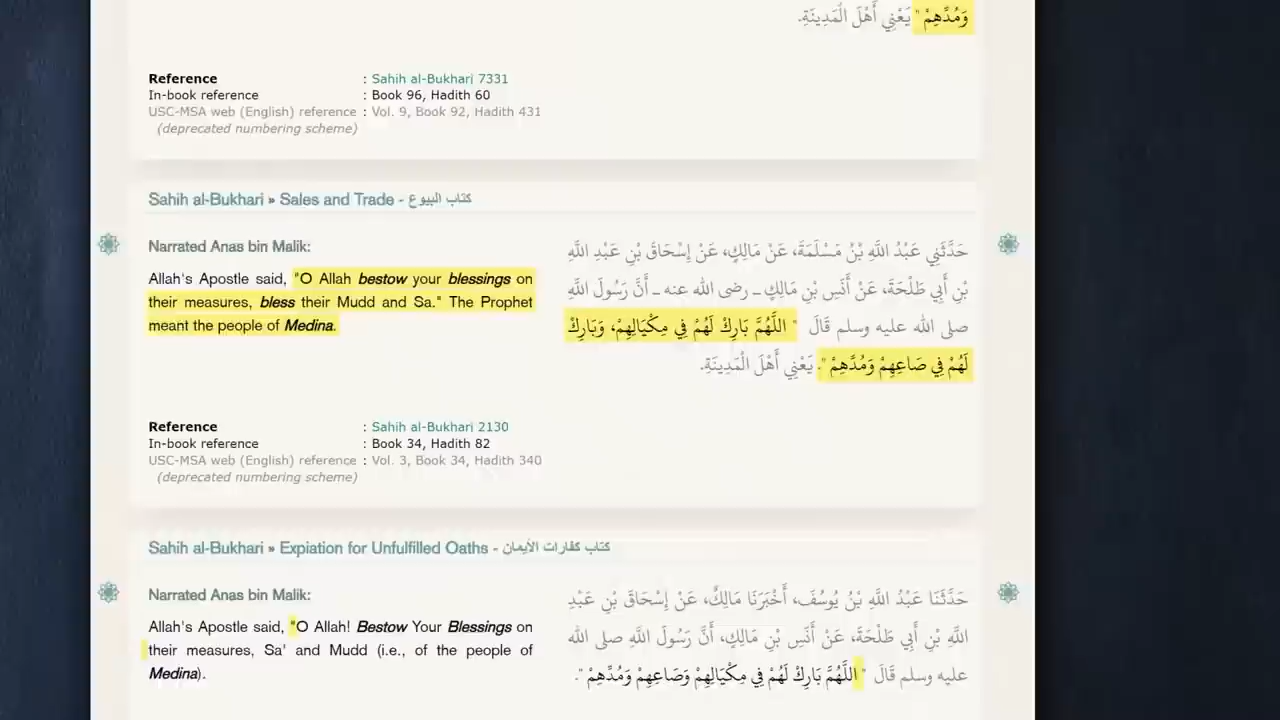 وَمُدِّهِمْ " يَعْنِي أَهْلَ الْمَدِينَةِ.
Reference : Sahih al-Bukhari 7331
In-book reference : Book 96, Hadith 60
USC-MSA web (English) reference : Vol. 9, Book 92, Hadith 431
(deprecated numbering scheme)
Sahih al-Bukhari » Sales and Trade - كتاب البيوع
Narrated Anas bin Malik:
Allah's Apostle said, "O Allah bestow your blessings on
their measures, bless their Mudd and Sa." The Prophet
meant the people of Medina.
حَدَّثَنِي عَبْدُ اللَّهِ بْنُ مَسْلَمَةَ، عَنْ مَالِكٍ، عَنْ إِسْحَاقَ بْنِ عَبْدِ اللَّهِ
بْنِ أَبِي طَلْحَةَ، عَنْ أَنَسِ بْنِ مَالِكٍ ـ رضى الله عنه ـ أَنَّ رَسُولَ اللَّهِ
صلى الله عليه وسلم قَالَ " اللَّهُمَّ بَارِكْ لَهُمْ فِي مِكْيَالِهِمْ، وَبَارِكْ
لَهُمْ فِي صَاعِهِمْ وَمُدِّهِمْ ". يَعْنِي أَهْلَ الْمَدِينَةِ.
Reference : Sahih al-Bukhari 2130
In-book reference : Book 34, Hadith 82
USC-MSA web (English) reference : Vol. 3, Book 34, Hadith 340
(deprecated numbering scheme)
Sahih al-Bukhari » Expiation for Unfulfilled Oaths - كتاب كفارات الأيمان
Narrated Anas bin Malik:
Allah's Apostle said, "O Allah! Bestow Your Blessings on
their measures, Sa' and Mudd (i.e., of the people of
Medina).
حَدَّثَنَا عَبْدُ اللَّهِ بْنُ يُوسُفَ، أَخْبَرَنَا مَالِكٌ، عَنْ إِسْحَاقَ بْنِ عَبْدِ
اللَّهِ بْنِ أَبِي طَلْحَةَ، عَنْ أَنَسِ بْنِ مَالِكٍ، أَنَّ رَسُولَ اللَّهِ صلى الله
عليه وسلم قَالَ " اللَّهُمَّ بَارِكْ لَهُمْ فِي مِكْيَالِهِمْ وَصَاعِهِمْ وَمُدِّهِمْ ".